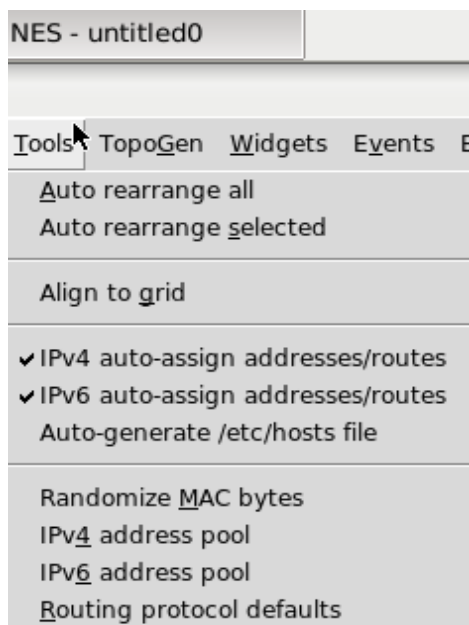 NES - untitled0
Tools TopoGen Widgets Events
Auto rearrange all
Auto rearrange selected
Align to grid
✓IPv4 auto-assign addresses/routes
✓IPv6 auto-assign addresses/routes
Auto-generate /etc/hosts file
Randomize MAC bytes
IPv4 address pool
IPv6 address pool
Routing protocol defaults